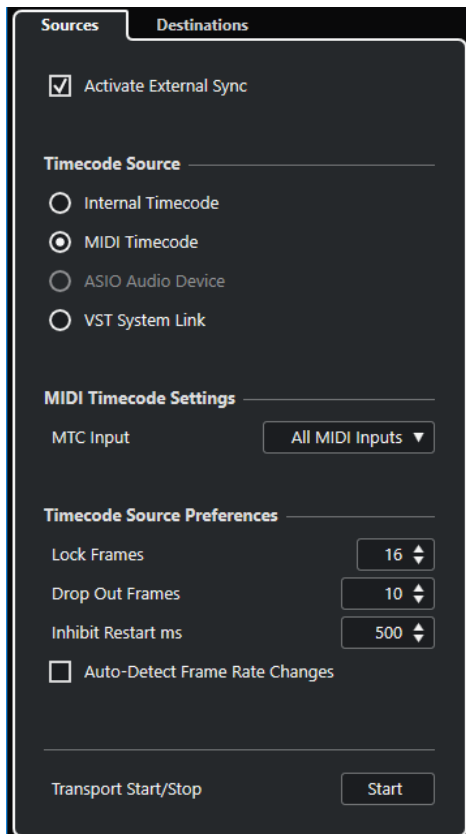 Sources Destinations
Activate External Sync
Timecode Source
Internal Timecode
MIDI Timecode
ASIO Audio Device
VST System Link
MIDI Timecode Settings
MTC Input All MIDI Inputs
Timecode Source Preferences
Lock Frames 16
Drop Out Frames 10
Inhibit Restart ms 500
Auto-Detect Frame Rate Changes
Transport Start/Stop Start